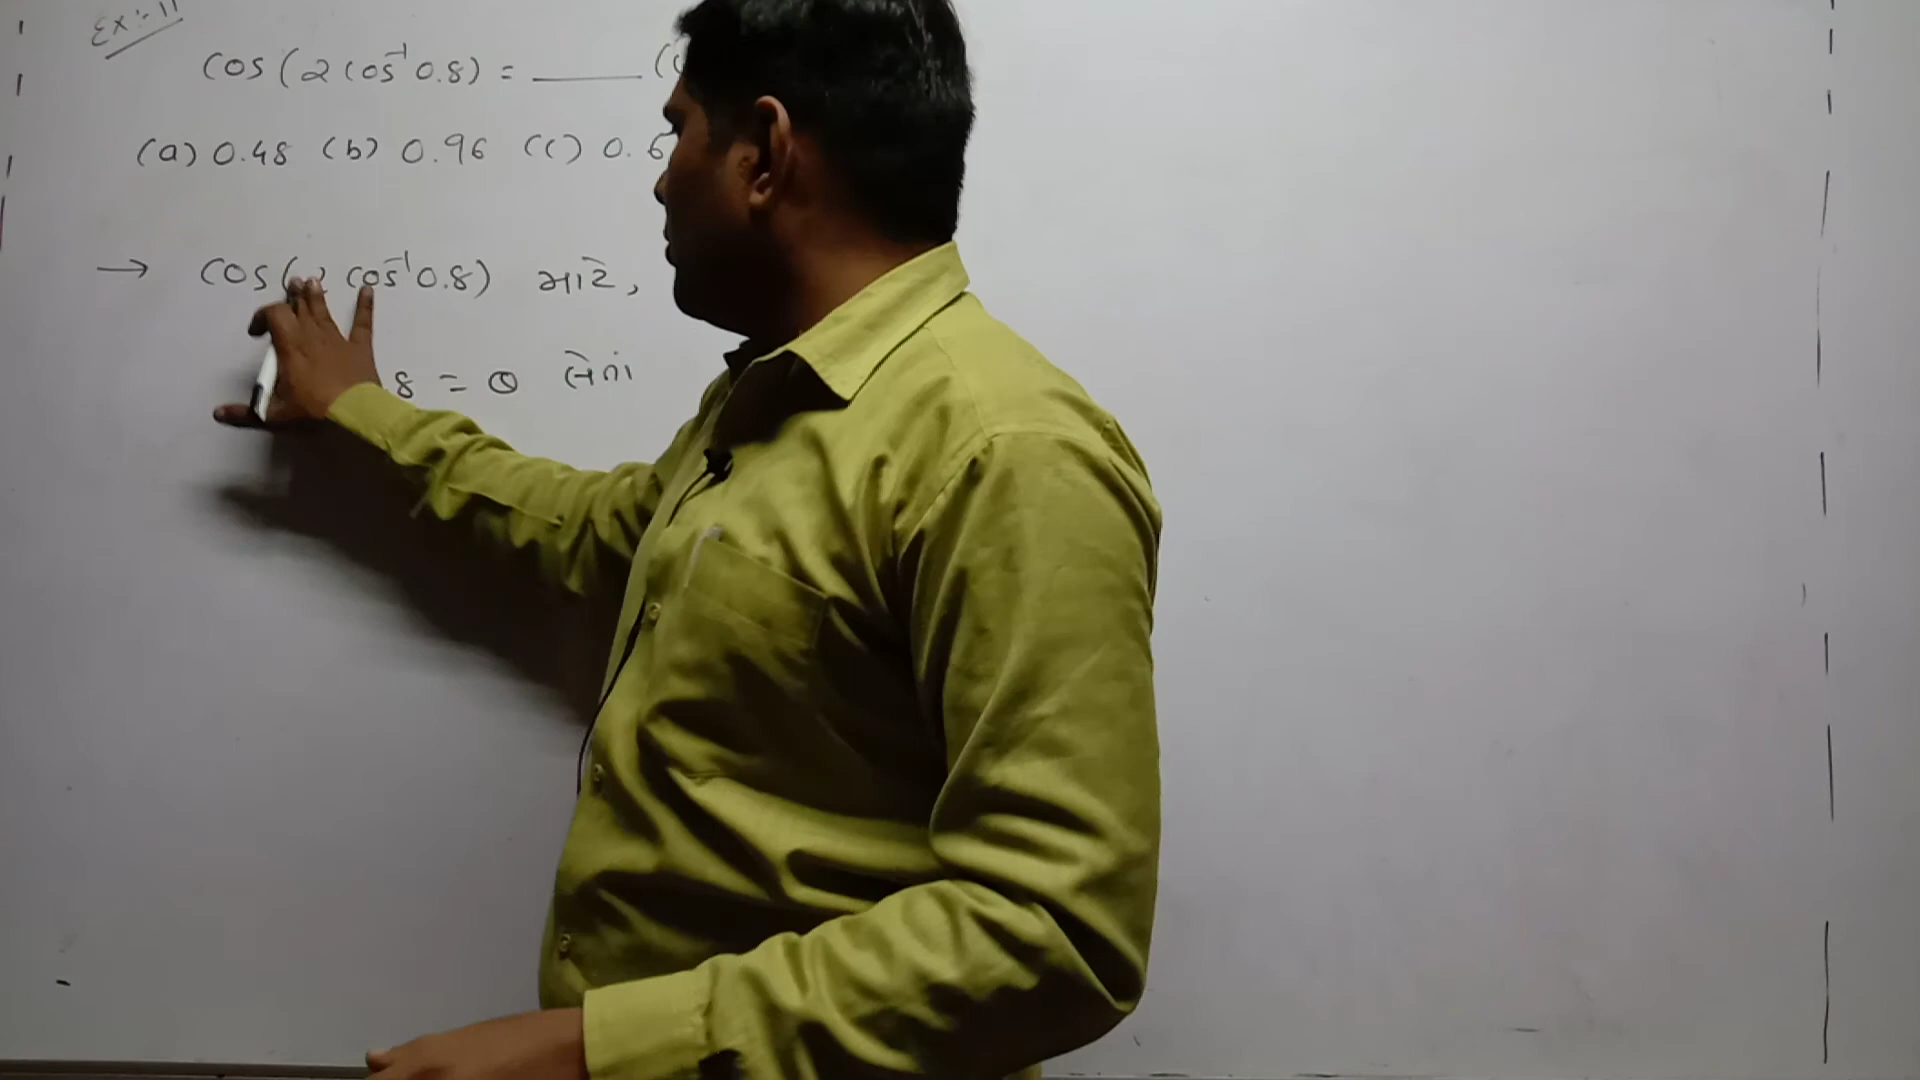 Ex:- 11
cos(2 cos⁻¹ 0.8) = ______ (
(a) 0.48 (b) 0.96 (c) 0.6
→ cos(2 cos⁻¹ 0.8) માટે,
8 = θ લેતાં